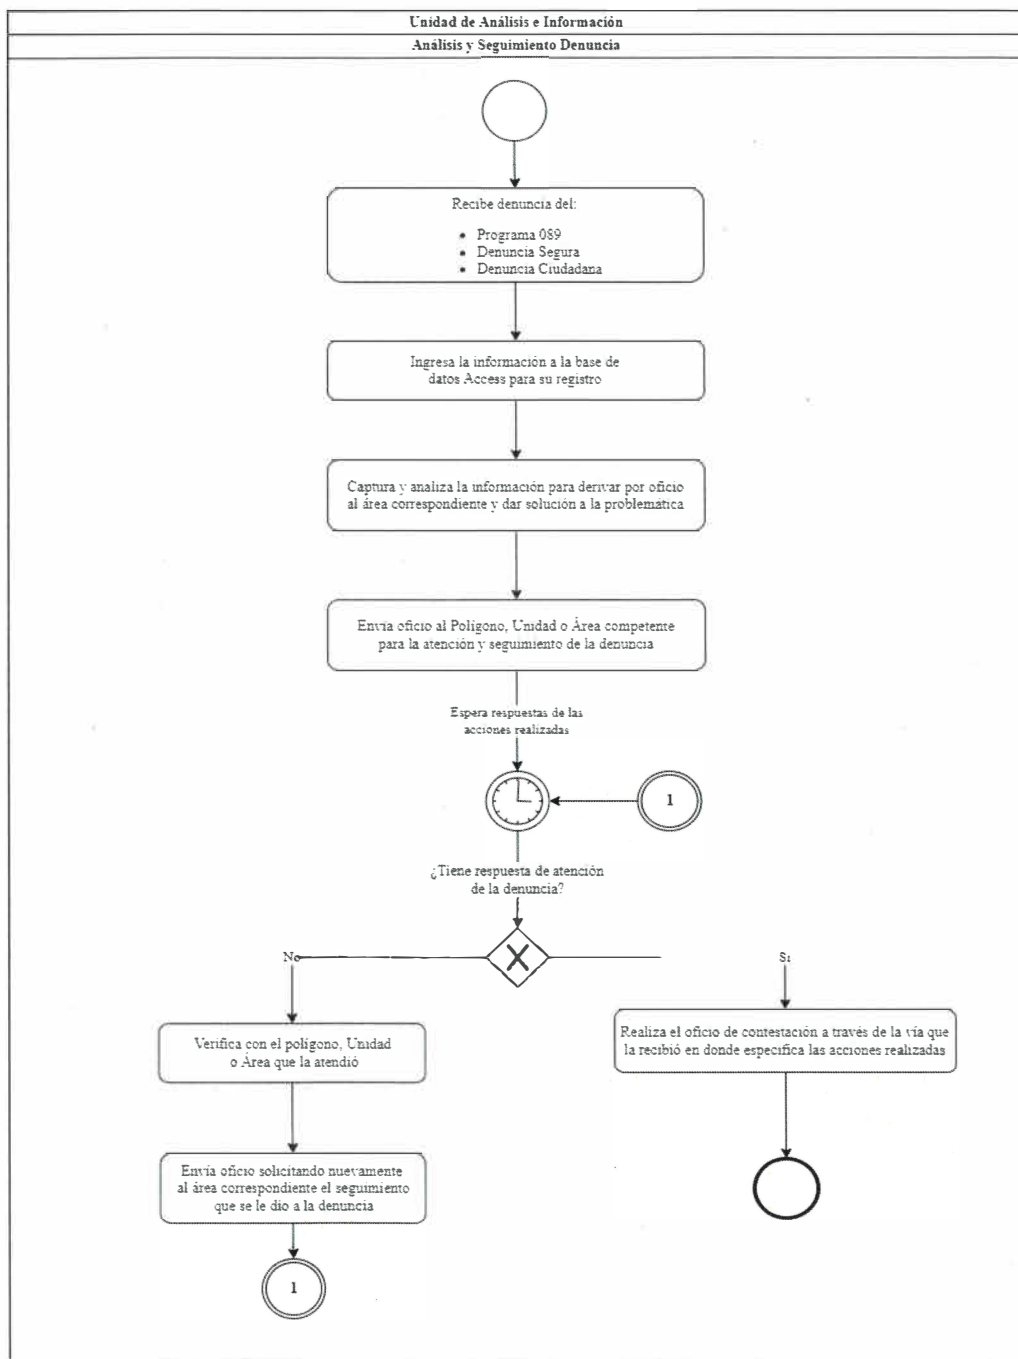 Unidad de Análisis e Información
Análisis y Seguimiento Denuncia
Recibe denuncia del:
• Programa 089
• Denuncia Segura
• Denuncia Ciudadana
Ingresa la información a la base de
datos Access para su registro
Captura y analiza la información para derivar por oficio
al área correspondiente y dar solución a la problemática
Envía oficio al Polígono, Unidad o Área competente
para la atención y seguimiento de la denuncia
Espera respuestas de las
acciones realizadas
1
¿Tiene respuesta de atención
de la denuncia?
No
Si
Verifica con el polígono, Unidad
o Área que la atendió
Realiza el oficio de contestación a través de la vía que
la recibió en donde especifica las acciones realizadas
Envía oficio solicitando nuevamente
al área correspondiente el seguimiento
que se le dio a la denuncia
1